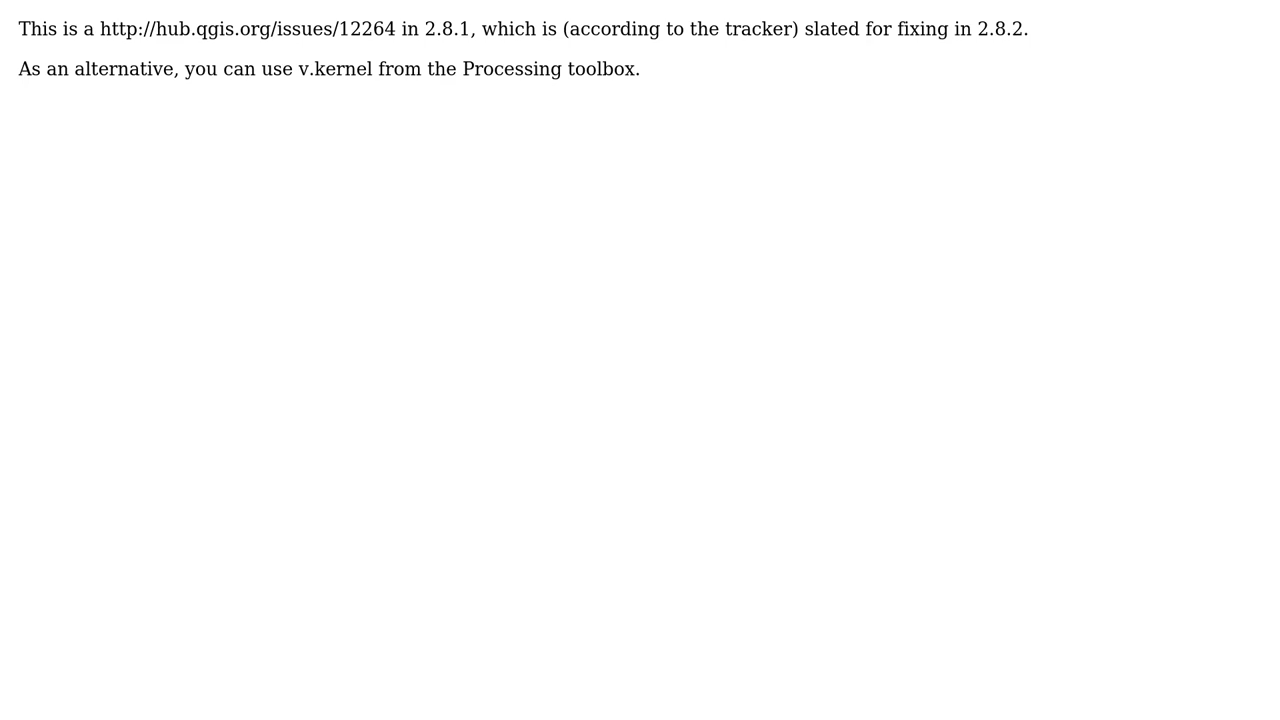 This is a http://hub.qgis.org/issues/12264 in 2.8.1, which is (according to the tracker) slated for fixing in 2.8.2.
As an alternative, you can use v.kernel from the Processing toolbox.